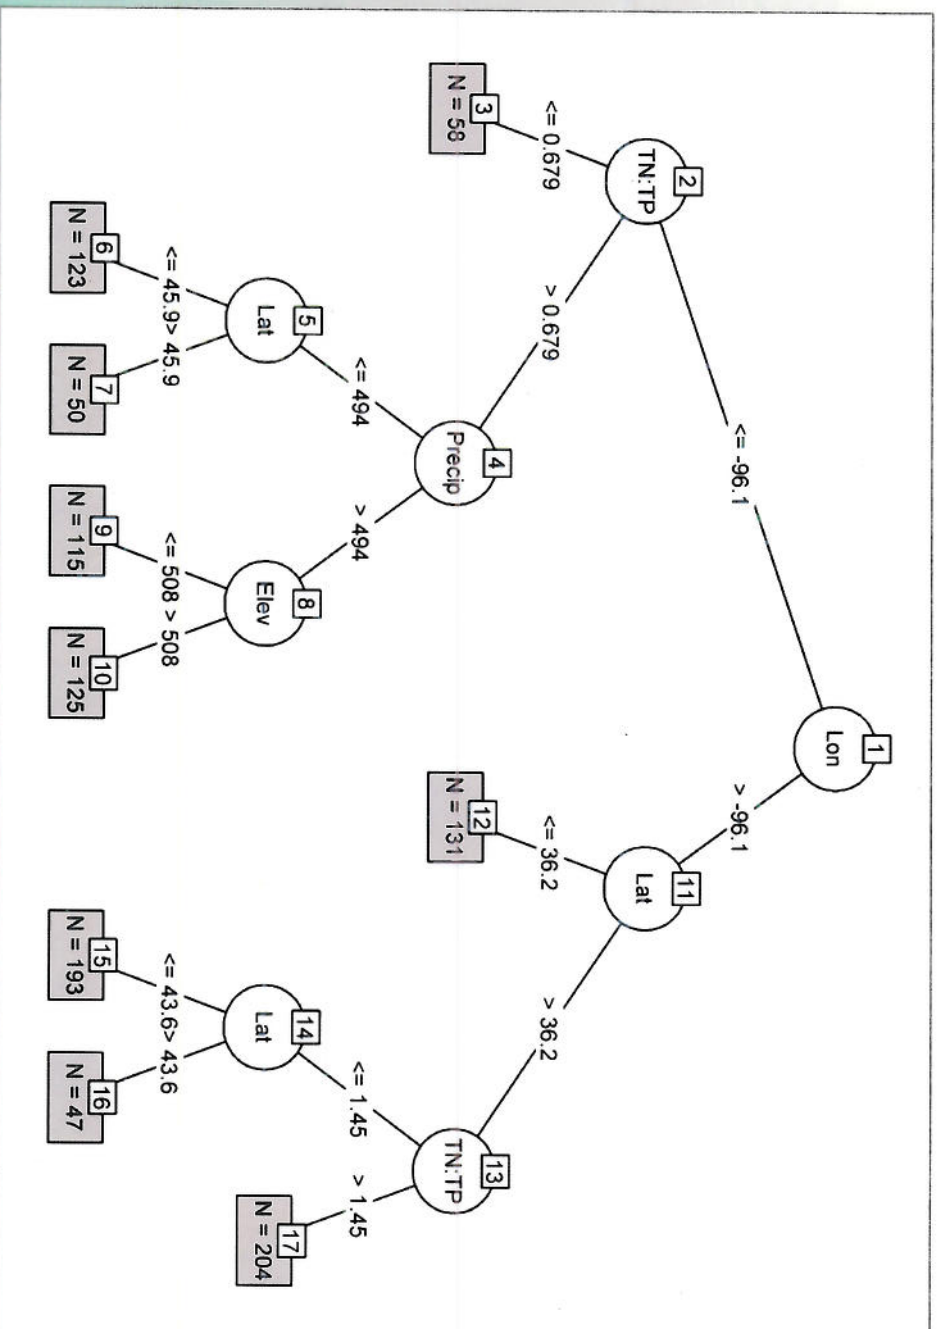 1
Lon
<= -96.1
> -96.1
2
TN:TP
11
Lat
<= 0.679
> 0.679
<= 36.2
> 36.2
3
N = 58
4
Precip
12
N = 131
13
TN:TP
<= 494
> 494
<= 1.45
> 1.45
5
Lat
8
Elev
14
Lat
17
N = 204
<= 45.9
> 45.9
<= 508
> 508
<= 43.6
> 43.6
6
N = 123
7
N = 50
9
N = 115
10
N = 125
15
N = 193
16
N = 47